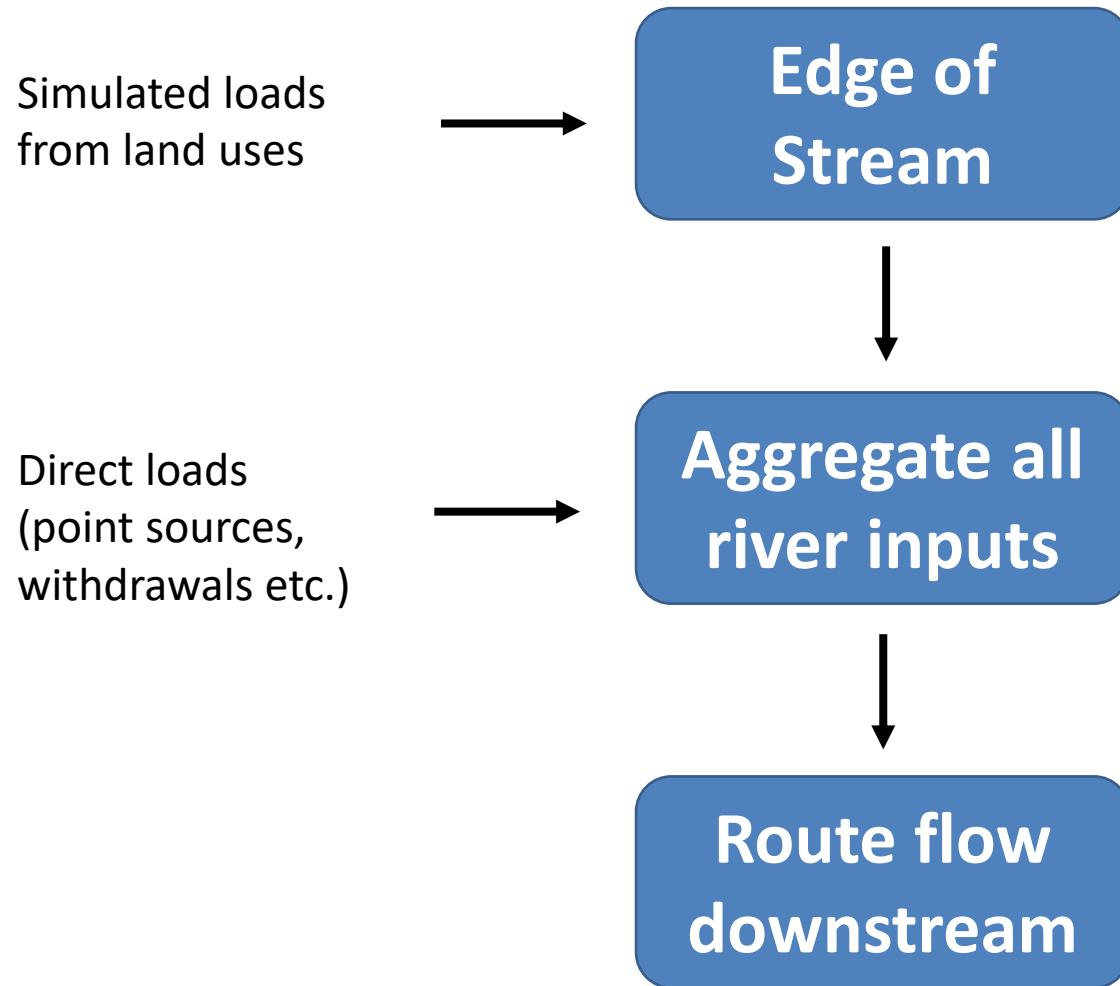 Simulated loads
from land uses
Edge of
Stream
Direct loads
(point sources,
withdrawals etc.)
Aggregate all
river inputs
Route flow
downstream